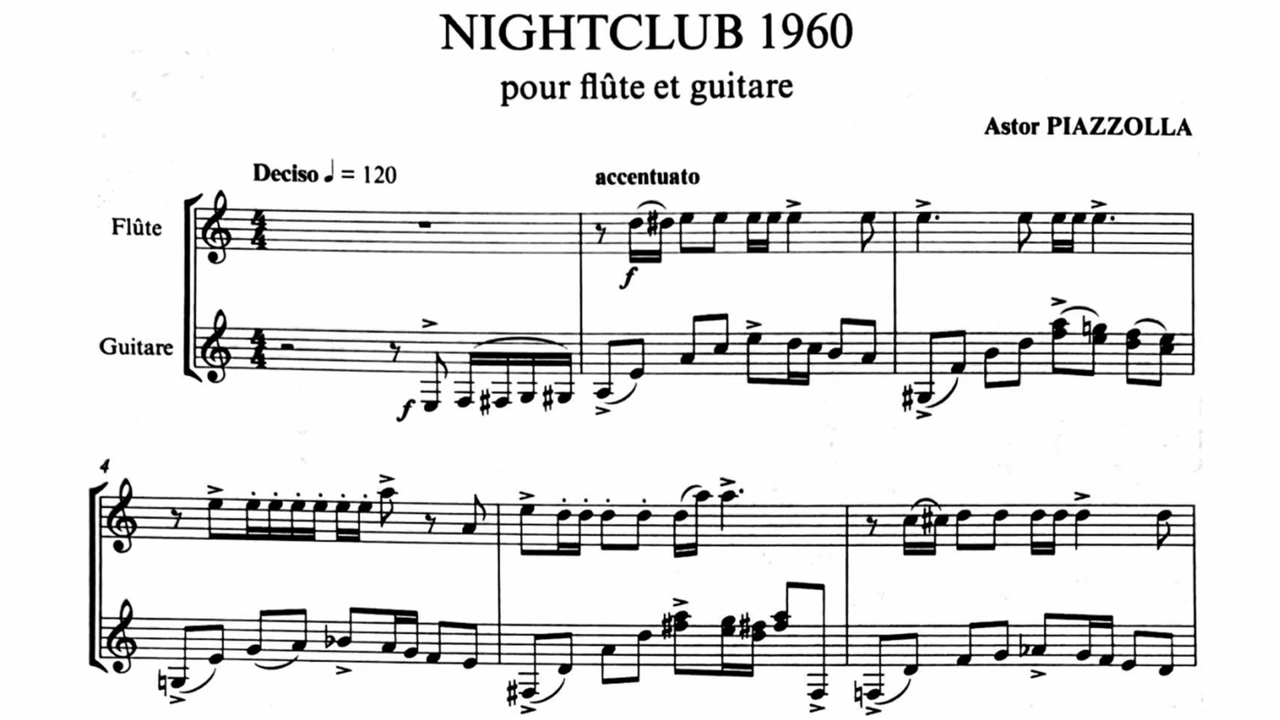 NIGHTCLUB 1960
pour flûte et guitare
Astor PIAZZOLLA
Deciso ♩ = 120
accentuato
Flûte
f
Guitare
f
4